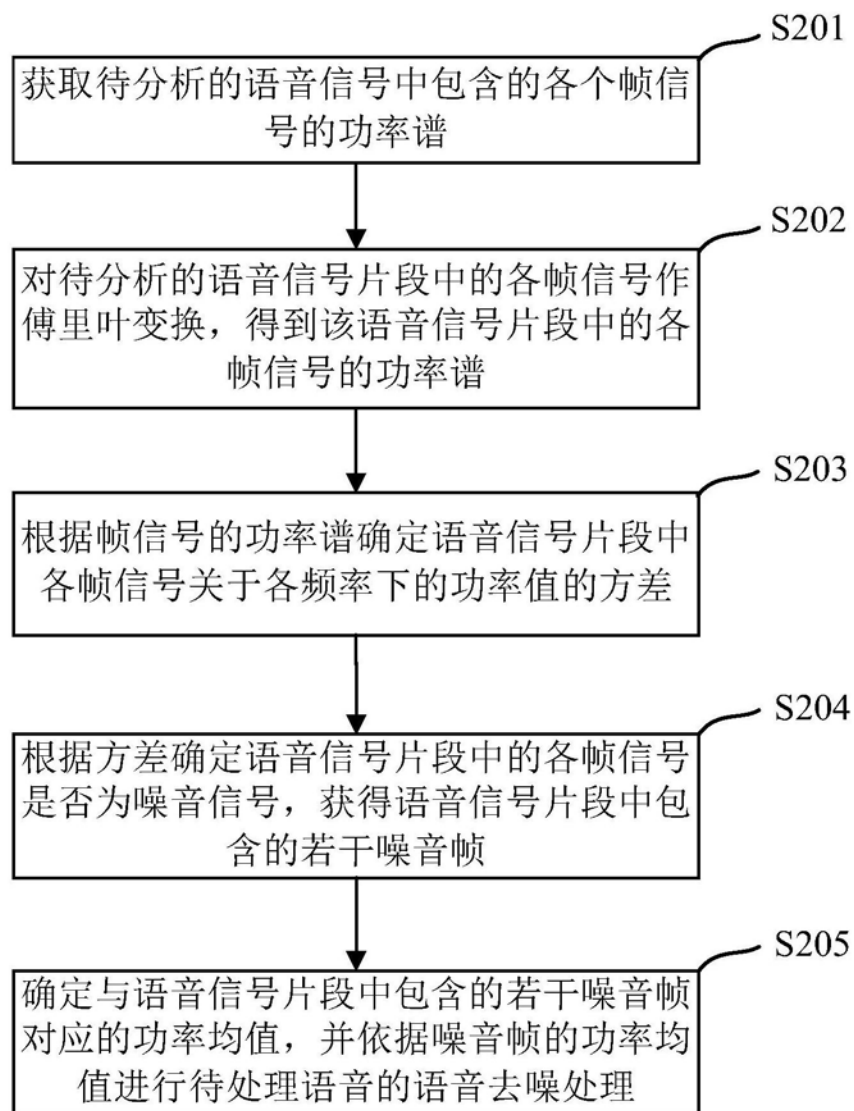 S201
获取待分析的语音信号中包含的各个帧信
号的功率谱
S202
对待分析的语音信号片段中的各帧信号作
傅里叶变换，得到该语音信号片段中的各
帧信号的功率谱
S203
根据帧信号的功率谱确定语音信号片段中
各帧信号关于各频率下的功率值的方差
S204
根据方差确定语音信号片段中的各帧信号
是否为噪音信号，获得语音信号片段中包
含的若干噪音帧
S205
确定与语音信号片段中包含的若干噪音帧
对应的功率均值，并依据噪音帧的功率均
值进行待处理语音的语音去噪处理